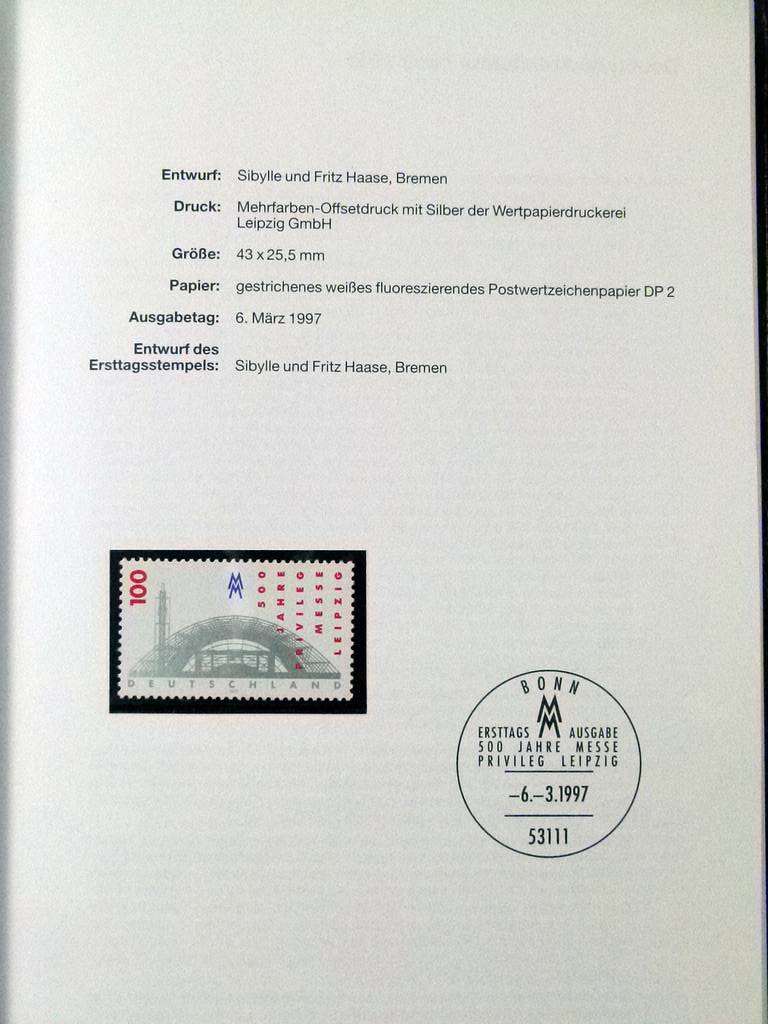 Entwurf: Sibylle und Fritz Haase, Bremen
Druck: Mehrfarben-Offsetdruck mit Silber der Wertpapierdruckerei
Leipzig GmbH
Größe: 43 x 25,5 mm
Papier: gestrichenes weißes fluoreszierendes Postwertzeichenpapier DP 2
Ausgabetag: 6. März 1997
Entwurf des
Ersttagsstempels: Sibylle und Fritz Haase, Bremen
100
MM
500
JAHRE
PRIVILEG
MESSE
LEIPZIG
DEUTSCHLAND
BONN
MM
ERSTTAGS AUSGABE
500 JAHRE MESSE
PRIVILEG LEIPZIG
–6.–3.1997
53111